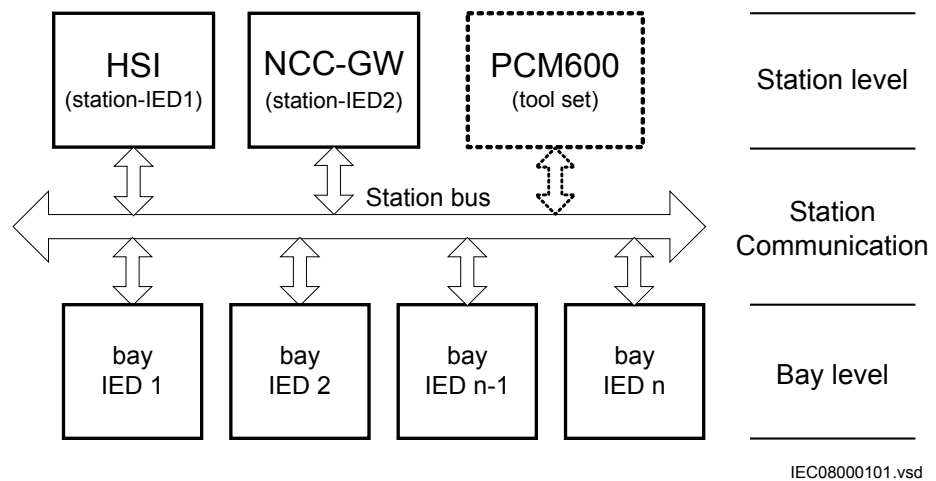 HSI
(station-IED1)
NCC-GW
(station-IED2)
PCM600
(tool set)
Station level
Station bus
Station
Communication
bay
IED 1
bay
IED 2
bay
IED n-1
bay
IED n
Bay level
IEC08000101.vsd